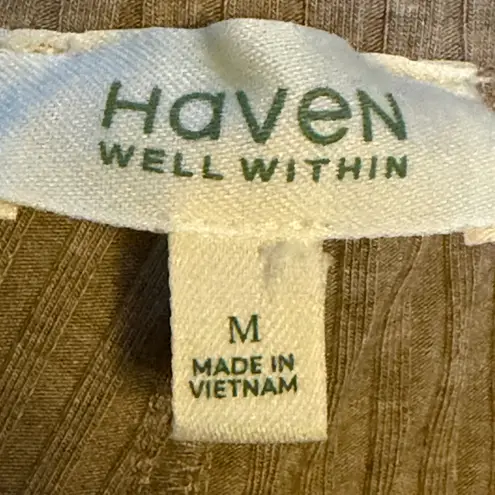 HaveN
WELL WITHIN
M
MADE IN
VIETNAM